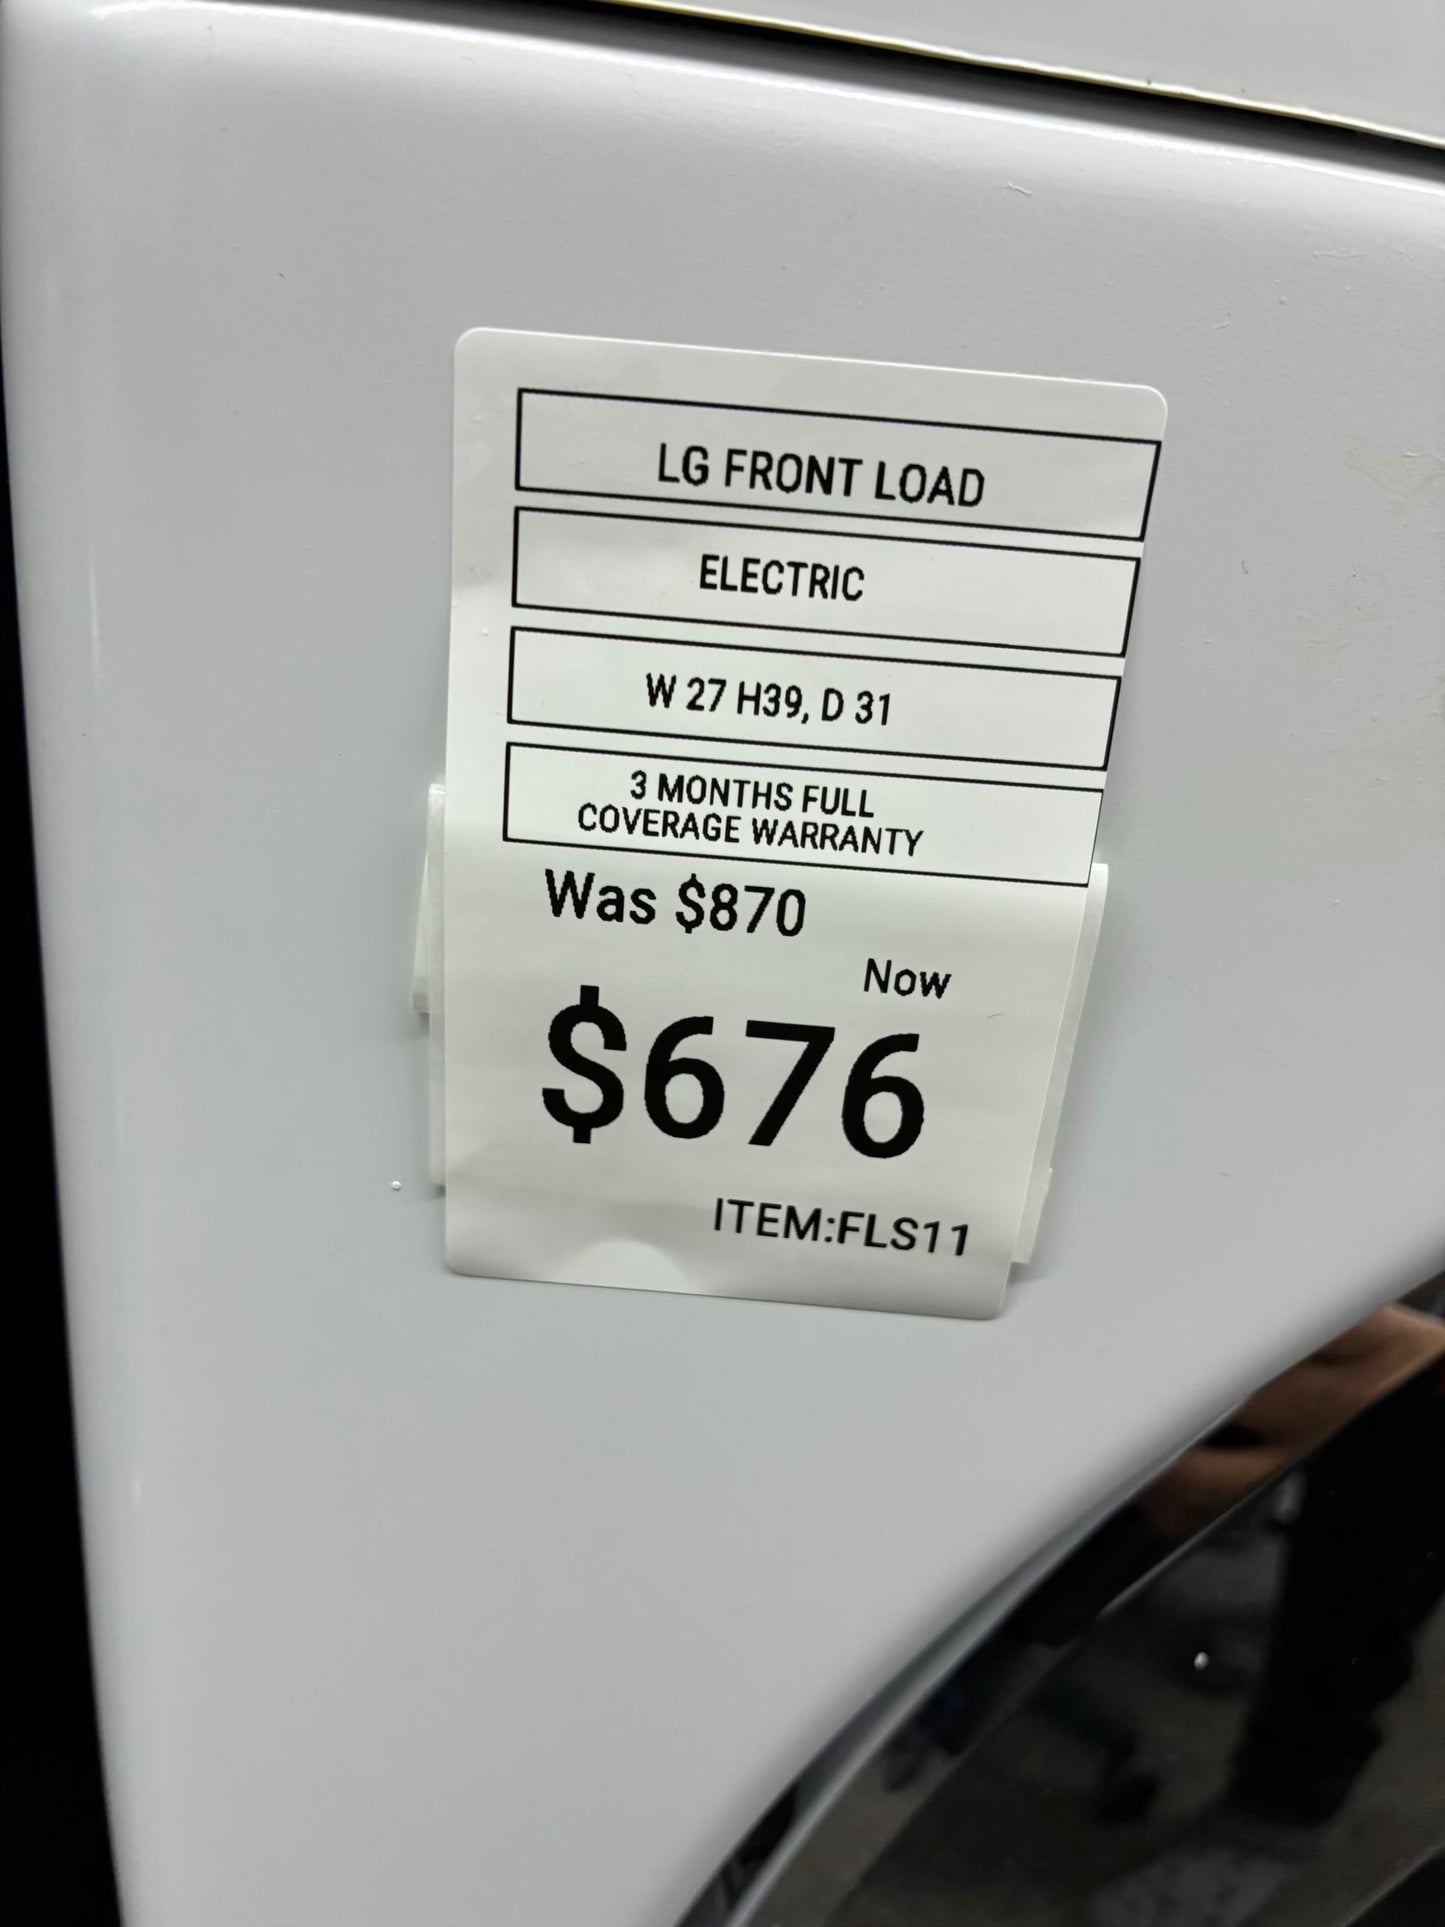 LG FRONT LOAD
ELECTRIC
W 27 H39, D 31
3 MONTHS FULL
COVERAGE WARRANTY
Was $870
Now
$676
ITEM:FLS11